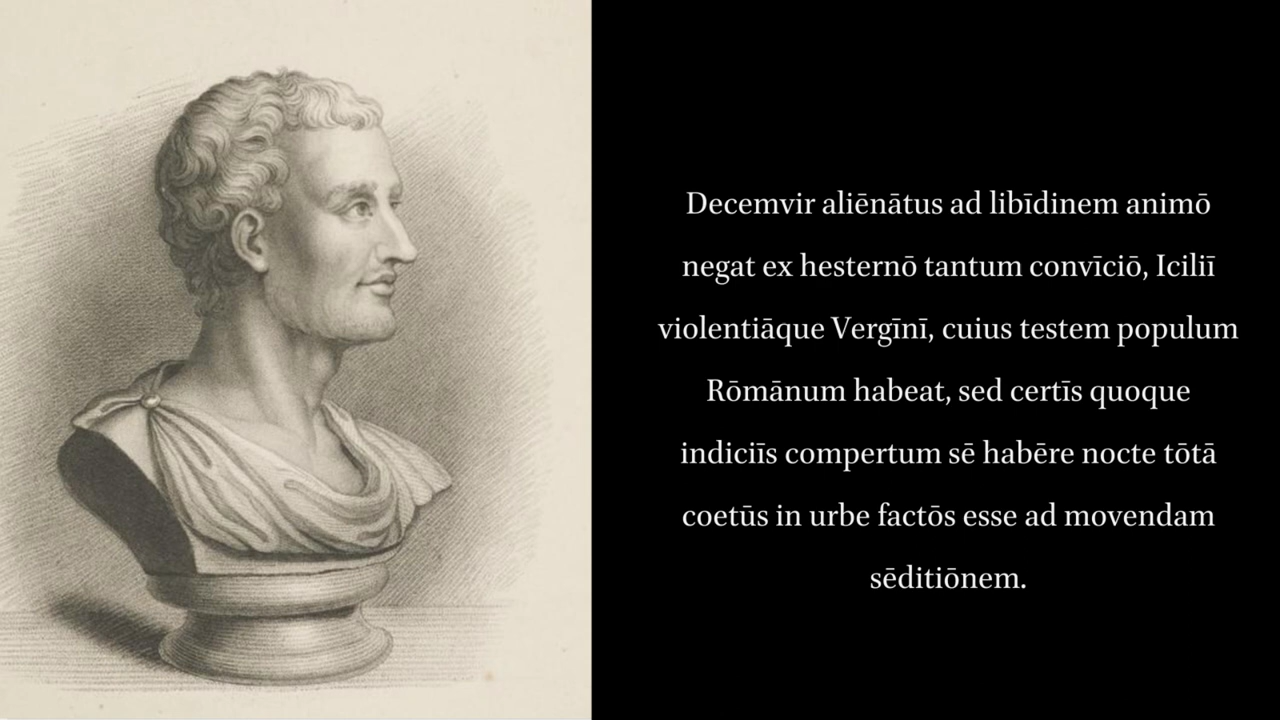 Decemvir aliēnātus ad libīdinem animō
negat ex hesternō tantum convīciō, Iciliī
violentiāque Vergīnī, cuius testem populum
Rōmānum habeat, sed certīs quoque
indiciīs compertum sē habēre nocte tōtā
coetūs in urbe factōs esse ad movendam
sēditiōnem.